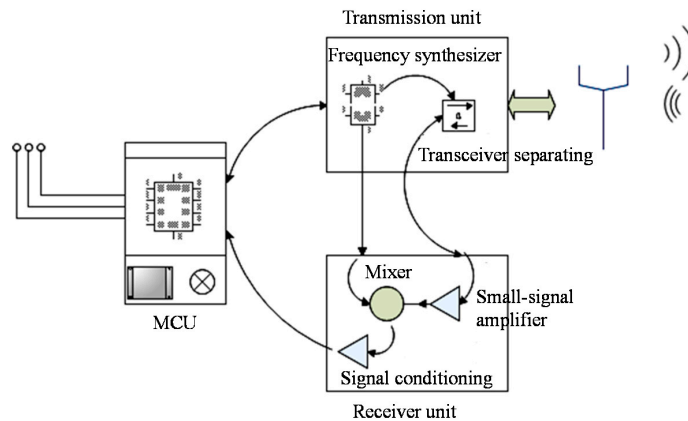 Transmission unit
Frequency synthesizer
Transceiver separating
Mixer
Small-signal
amplifier
MCU
Signal conditioning
Receiver unit